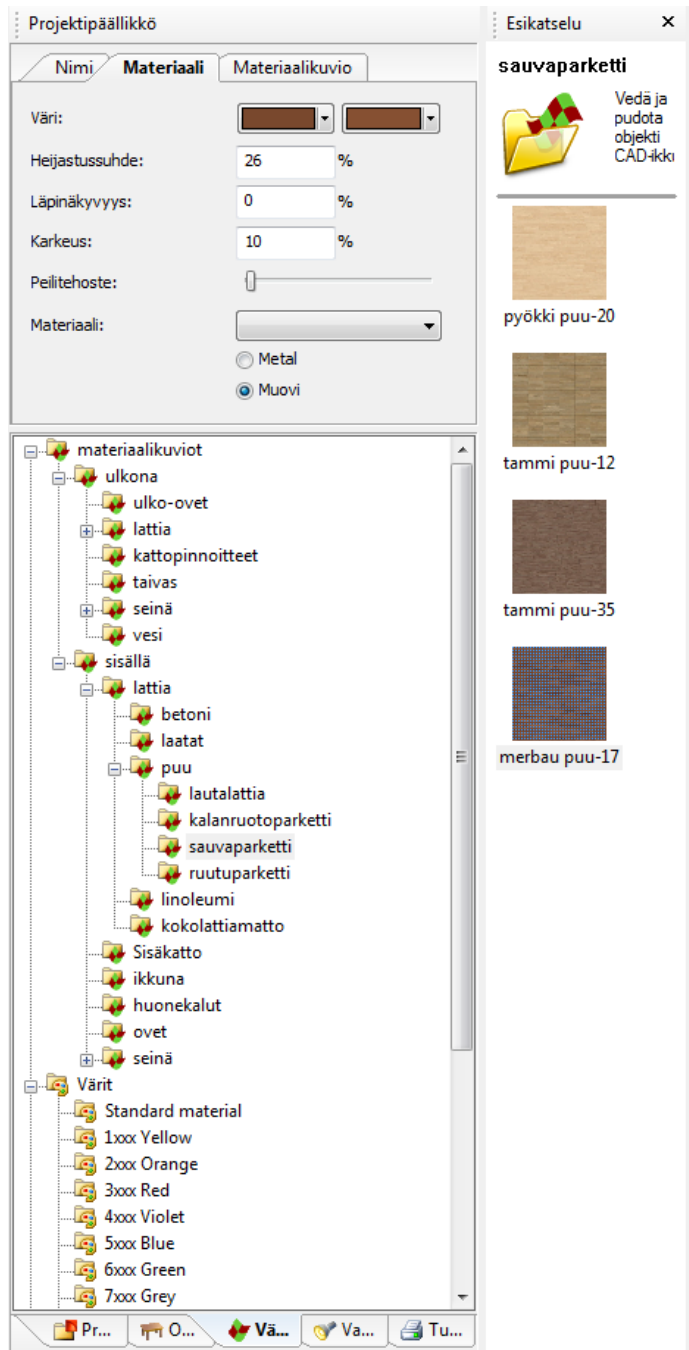 Projektipäällikkö
Nimi Materiaali Materiaalikuvio
Väri:
Heijastussuhde: 26 %
Läpinäkyvyys: 0 %
Karkeus: 10 %
Peilitehoste:
Materiaali:
Metal
Muovi
materiaalikuviot
ulkona
ulko-ovet
lattia
kattopinnoitteet
taivas
seinä
vesi
sisällä
lattia
betoni
laatat
puu
lautalattia
kalanruotoparketti
sauvaparketti
ruutuparketti
linoleumi
kokolattiamatto
Sisäkatto
ikkuna
huonekalut
ovet
seinä
Värit
Standard material
1xxx Yellow
2xxx Orange
3xxx Red
4xxx Violet
5xxx Blue
6xxx Green
7xxx Grey
Pr... O... Vä... Va... Tu...
Esikatselu ×
sauvaparketti
Vedä ja
pudota
objekti
CAD-ikku
pyökki puu-20
tammi puu-12
tammi puu-35
merbau puu-17